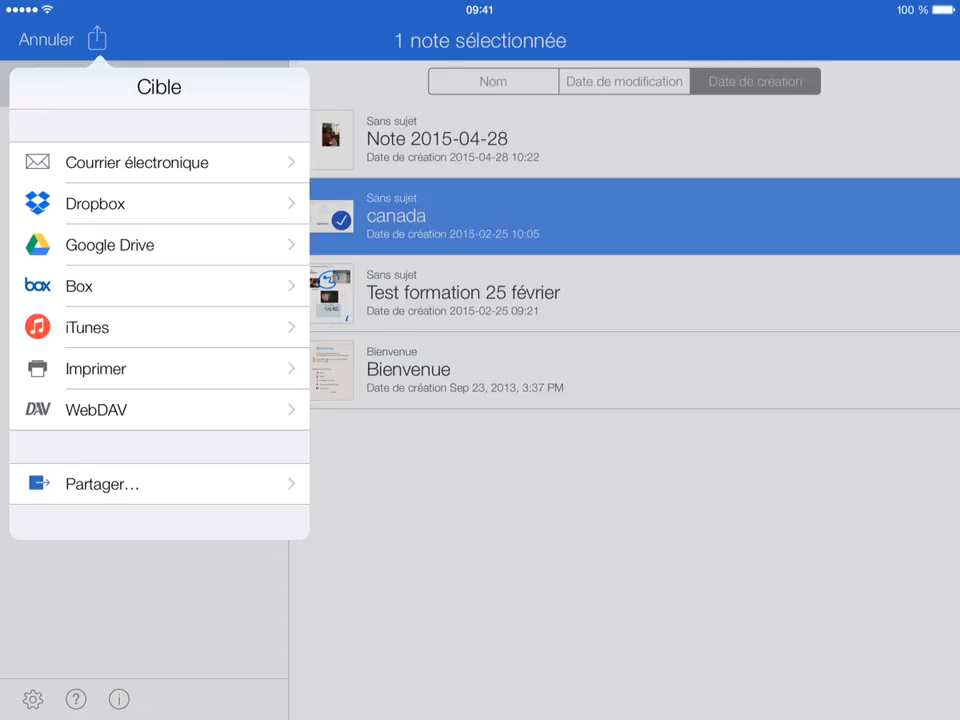 09:41
100 %
Annuler
1 note sélectionnée
Cible
Courrier électronique
Dropbox
Google Drive
box Box
iTunes
Imprimer
DAV WebDAV
Partager...
Nom
Date de modification
Date de création
Sans sujet
Note 2015-04-28
Date de création 2015-04-28 10:22
Sans sujet
canada
Date de création 2015-02-25 10:05
Sans sujet
Test formation 25 février
Date de création 2015-02-25 09:21
Bienvenue
Bienvenue
Date de création Sep 23, 2013, 3:37 PM